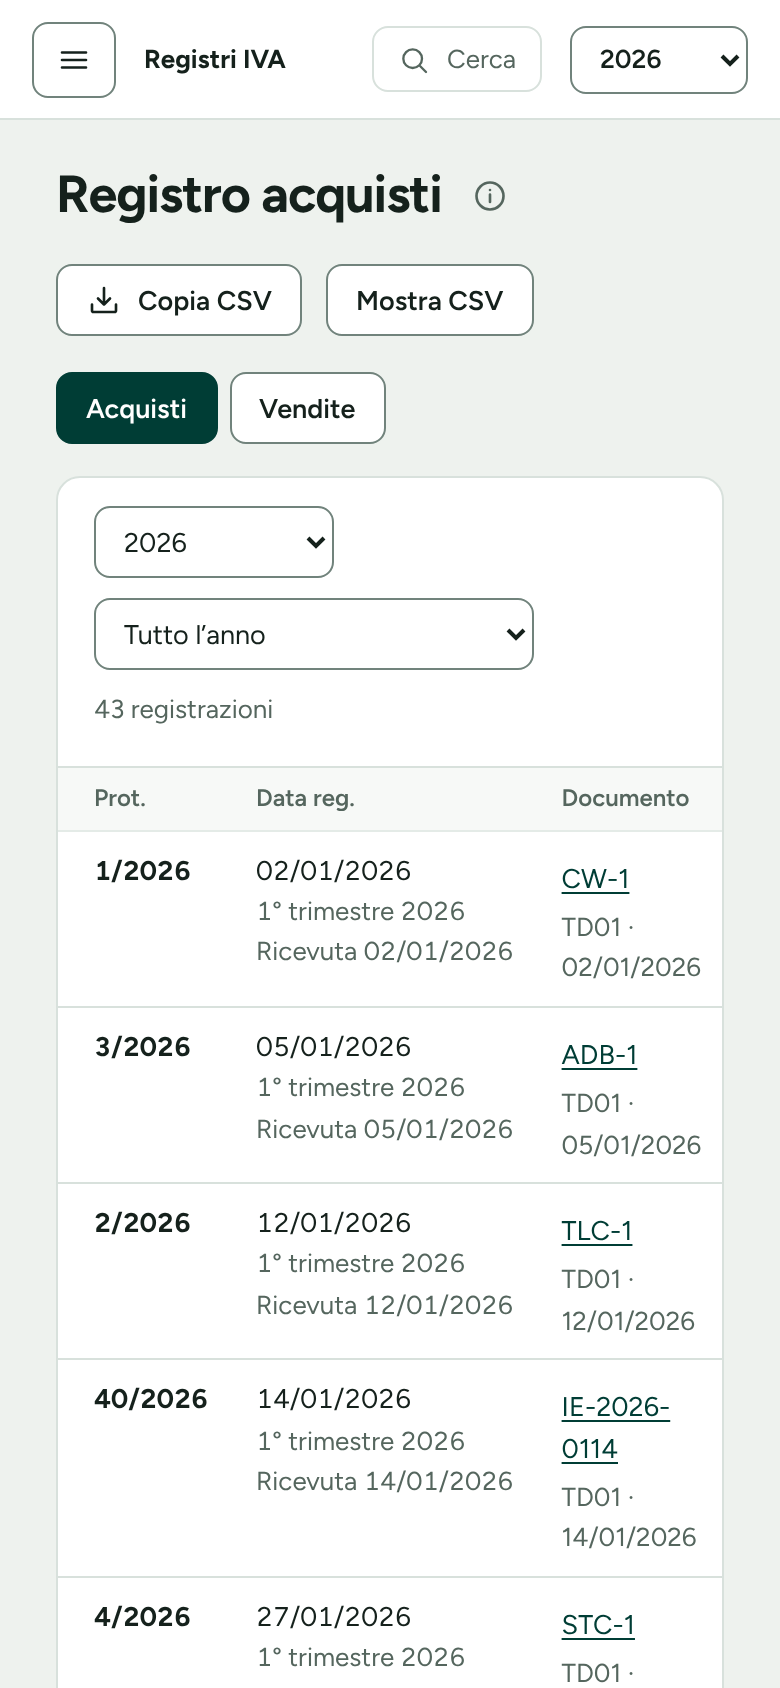 Registri IVA
Cerca
2026
Registro acquisti
Copia CSV
Mostra CSV
Acquisti
Vendite
2026
Tutto l’anno
43 registrazioni
Prot. Data reg. Documento
1/2026 02/01/2026 CW-1
1° trimestre 2026 TD01 ·
Ricevuta 02/01/2026 02/01/2026
3/2026 05/01/2026 ADB-1
1° trimestre 2026 TD01 ·
Ricevuta 05/01/2026 05/01/2026
2/2026 12/01/2026 TLC-1
1° trimestre 2026 TD01 ·
Ricevuta 12/01/2026 12/01/2026
40/2026 14/01/2026 IE-2026-
1° trimestre 2026 0114
Ricevuta 14/01/2026 TD01 ·
14/01/2026
4/2026 27/01/2026 STC-1
1° trimestre 2026 TD01 ·